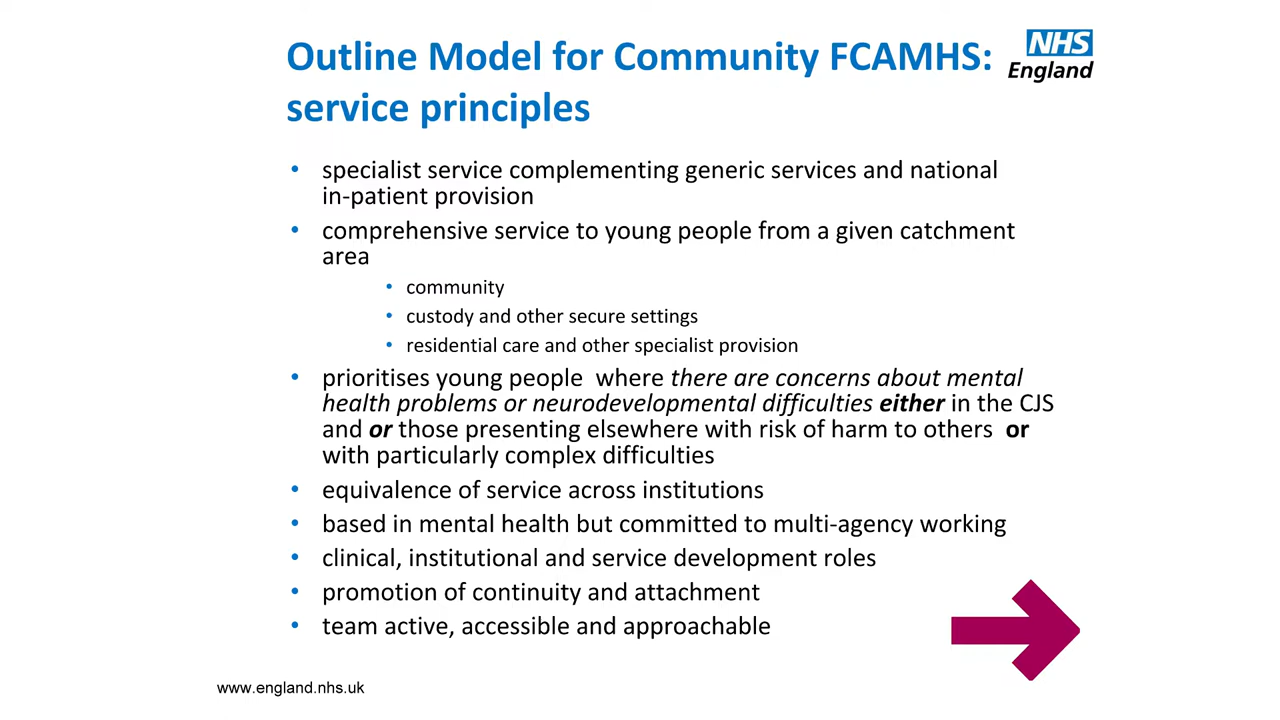 Outline Model for Community FCAMHS:
service principles
NHS
England
• specialist service complementing generic services and national
in-patient provision
• comprehensive service to young people from a given catchment
area
• community
• custody and other secure settings
• residential care and other specialist provision
• prioritises young people where there are concerns about mental
health problems or neurodevelopmental difficulties either in the CJS
and or those presenting elsewhere with risk of harm to others or
with particularly complex difficulties
• equivalence of service across institutions
• based in mental health but committed to multi-agency working
• clinical, institutional and service development roles
• promotion of continuity and attachment
• team active, accessible and approachable
www.england.nhs.uk